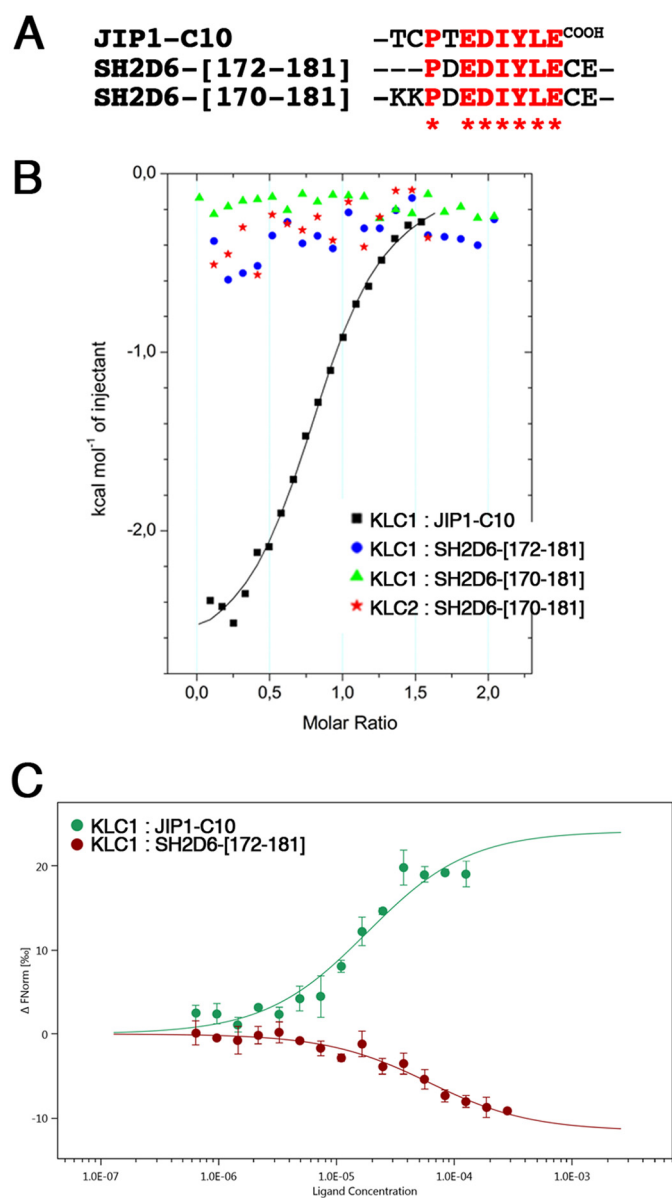 A
JIP1-C10 -TCPTEDIYLE^COOH
SH2D6-[172-181] ---PDEDIYLECE-
SH2D6-[170-181] -KKPDEDIYLECE-
* ******
B
0,0
-1,0
-2,0
kcal mol⁻¹ of injectant
KLC1 : JIP1-C10
KLC1 : SH2D6-[172-181]
KLC1 : SH2D6-[170-181]
KLC2 : SH2D6-[170-181]
0,0 0,5 1,0 1,5 2,0
Molar Ratio
C
KLC1 : JIP1-C10
KLC1 : SH2D6-[172-181]
20
10
0
-10
Δ FNorm [‰]
1.0E-07 1.0E-06 1.0E-05 1.0E-04 1.0E-03
Ligand Concentration